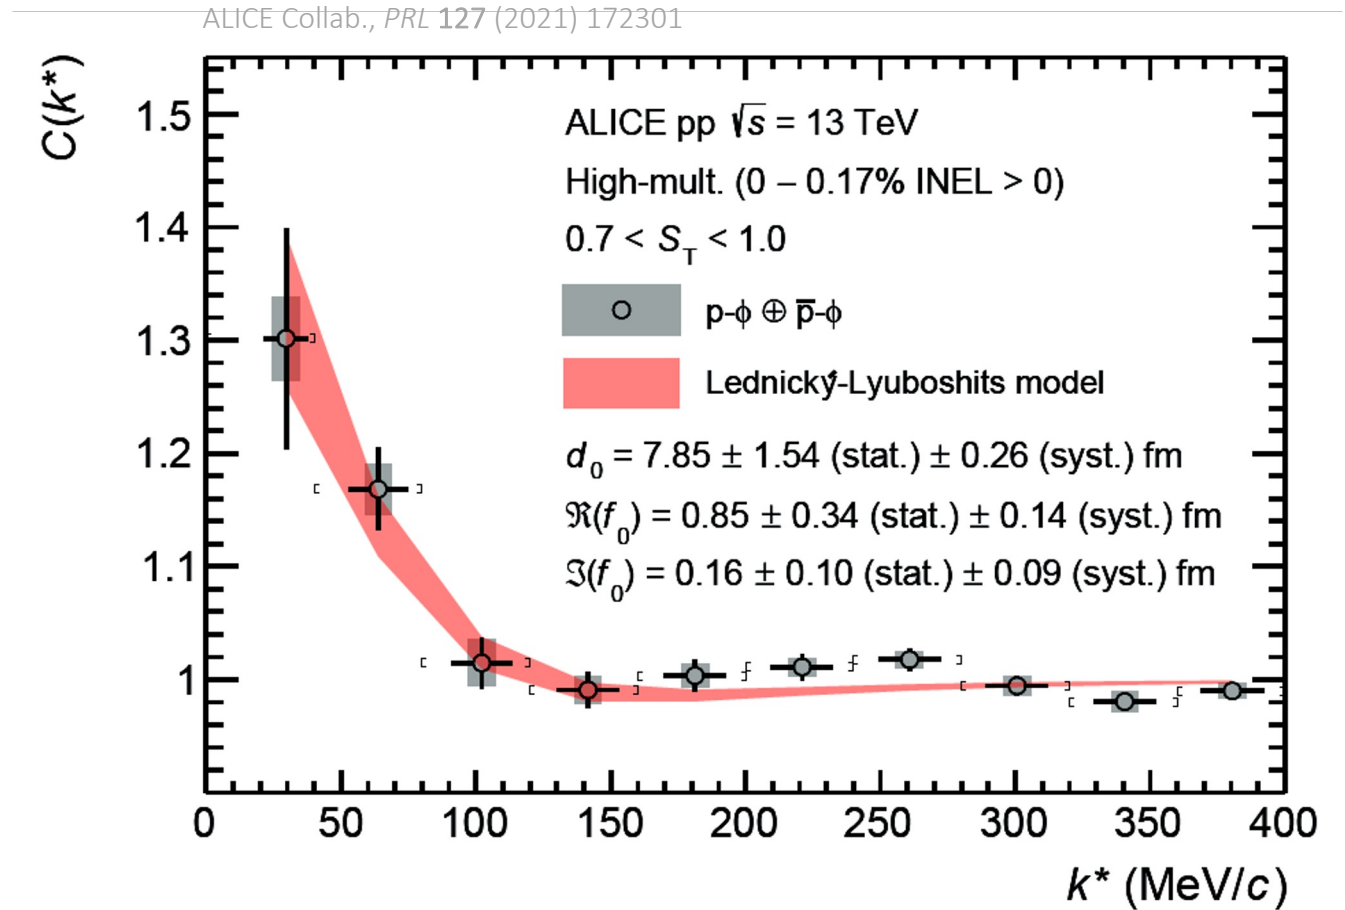 ALICE Collab., PRL 127 (2021) 172301
C(k*)
1.5
1.4
1.3
1.2
1.1
1
ALICE pp √s = 13 TeV
High-mult. (0 – 0.17% INEL > 0)
0.7 < S_T < 1.0
p-ϕ ⊕ p̅-ϕ
Lednický-Lyuboshits model
d_0 = 7.85 ± 1.54 (stat.) ± 0.26 (syst.) fm
ℜ(f_0) = 0.85 ± 0.34 (stat.) ± 0.14 (syst.) fm
ℑ(f_0) = 0.16 ± 0.10 (stat.) ± 0.09 (syst.) fm
0 50 100 150 200 250 300 350 400
k* (MeV/c)